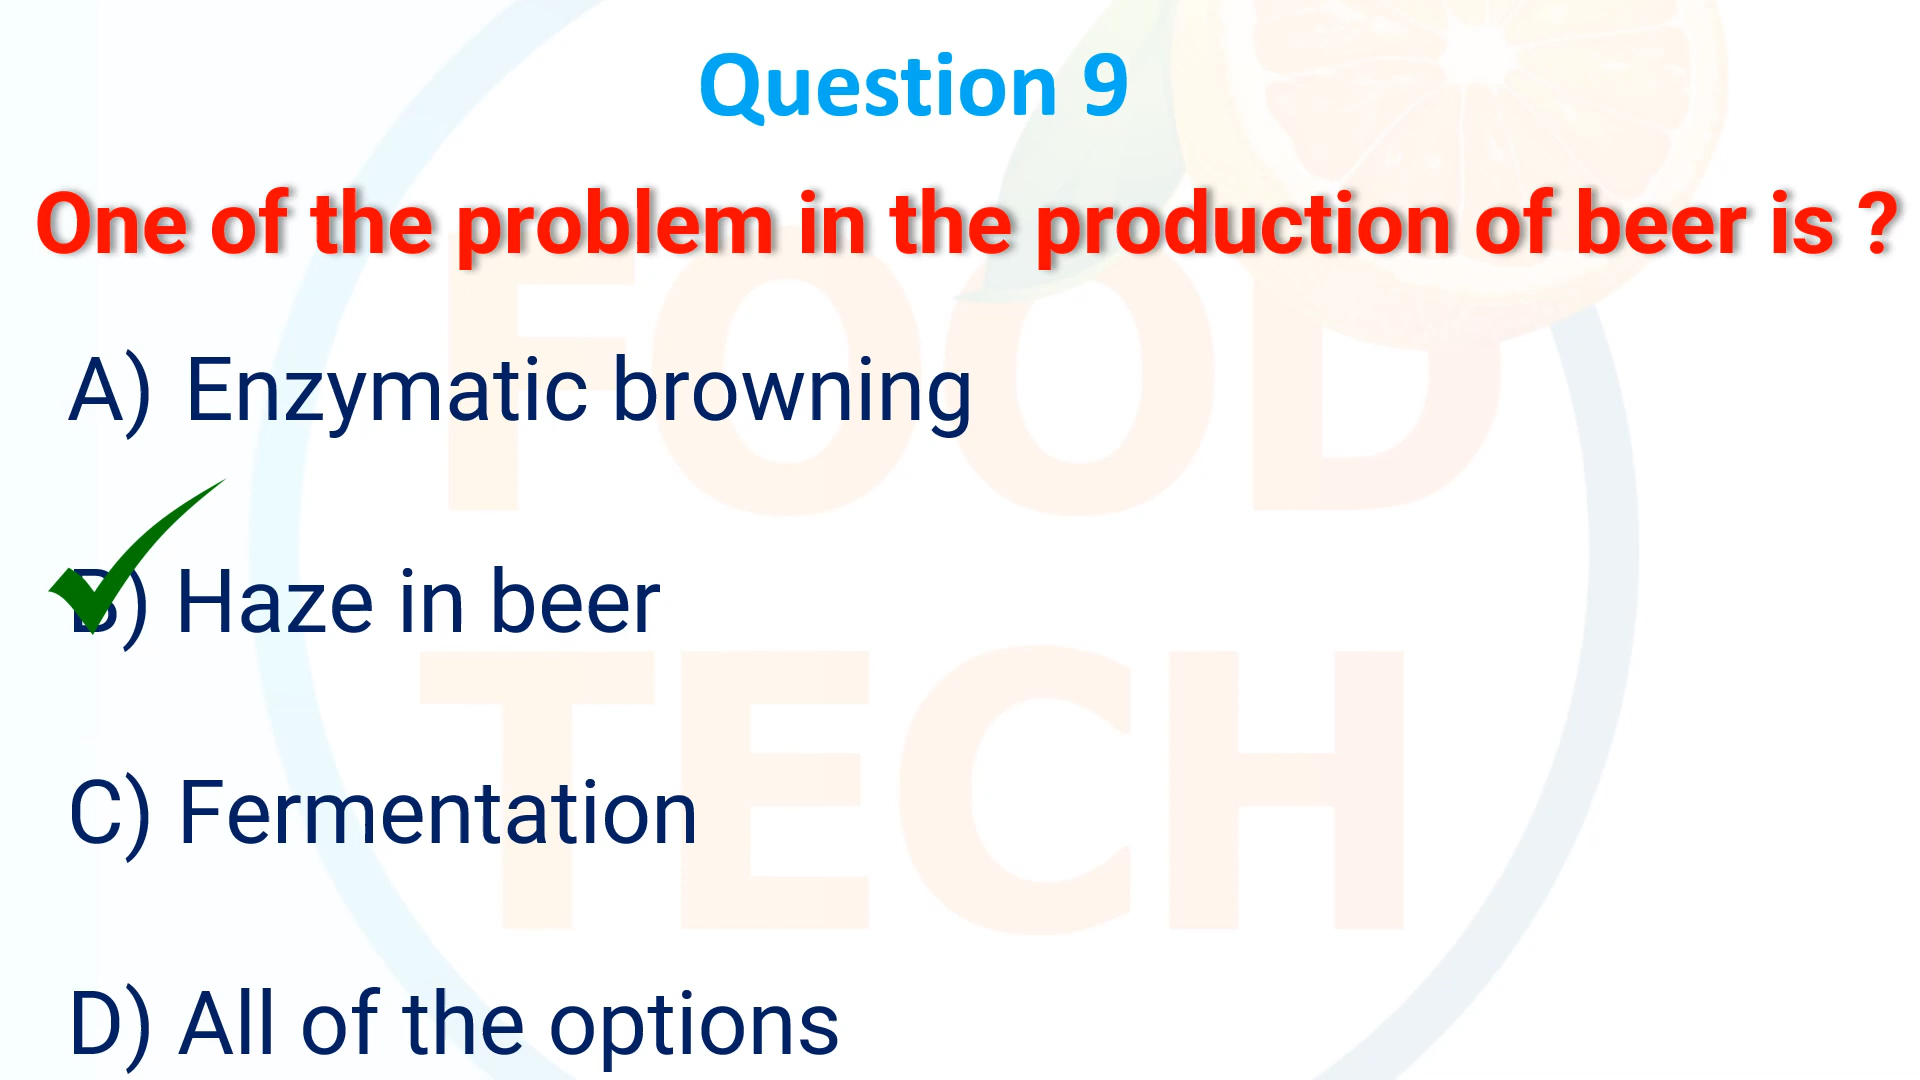 Question 9
One of the problem in the production of beer is ?
A) Enzymatic browning
B) Haze in beer
C) Fermentation
D) All of the options
FOOD
TECH